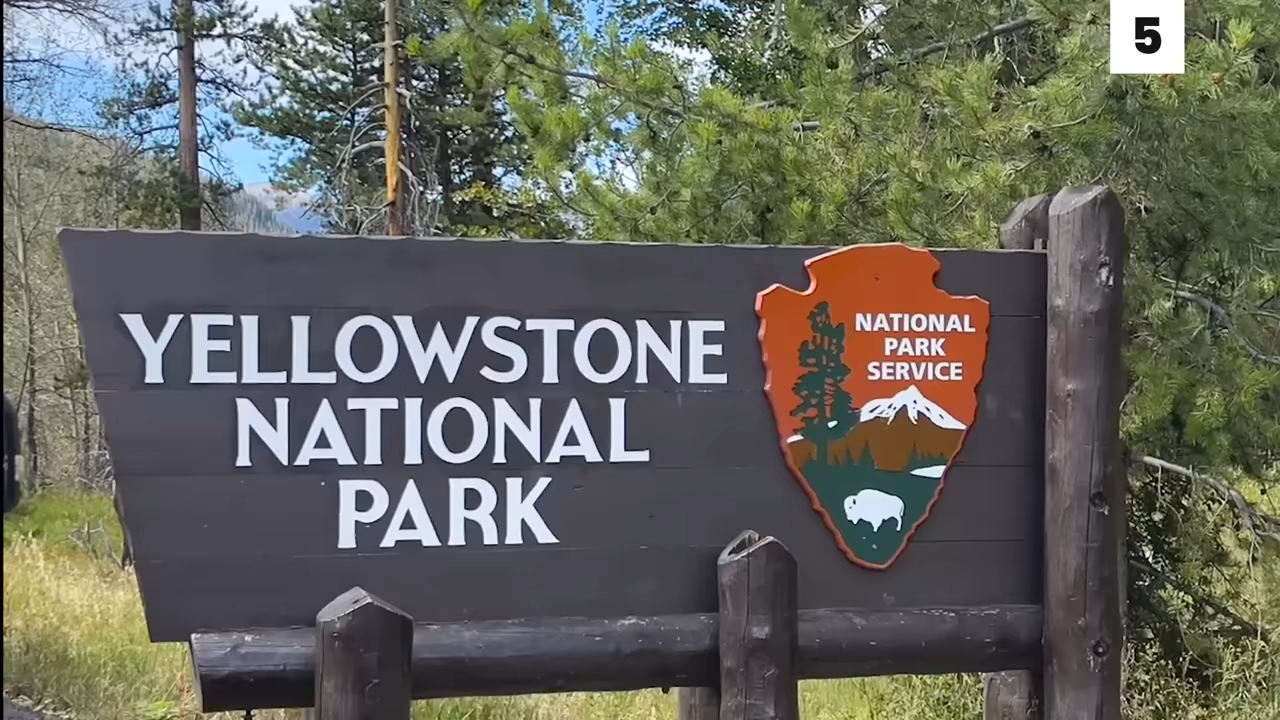 5
YELLOWSTONE
NATIONAL
PARK
NATIONAL
PARK
SERVICE